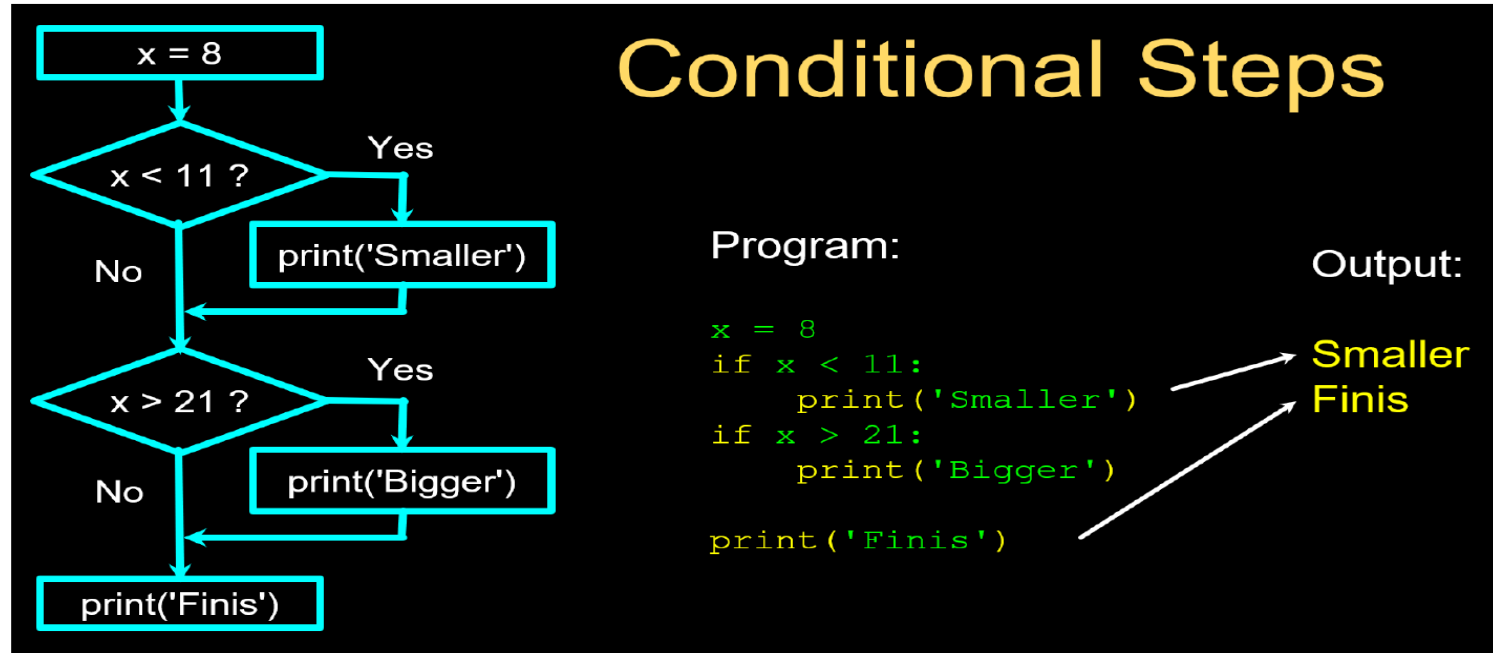 Conditional Steps
x = 8
x < 11 ?
Yes
print('Smaller')
No
x > 21 ?
Yes
print('Bigger')
No
print('Finis')
Program:
x = 8
if x < 11:
    print('Smaller')
if x > 21:
    print('Bigger')
print('Finis')
Output:
Smaller
Finis